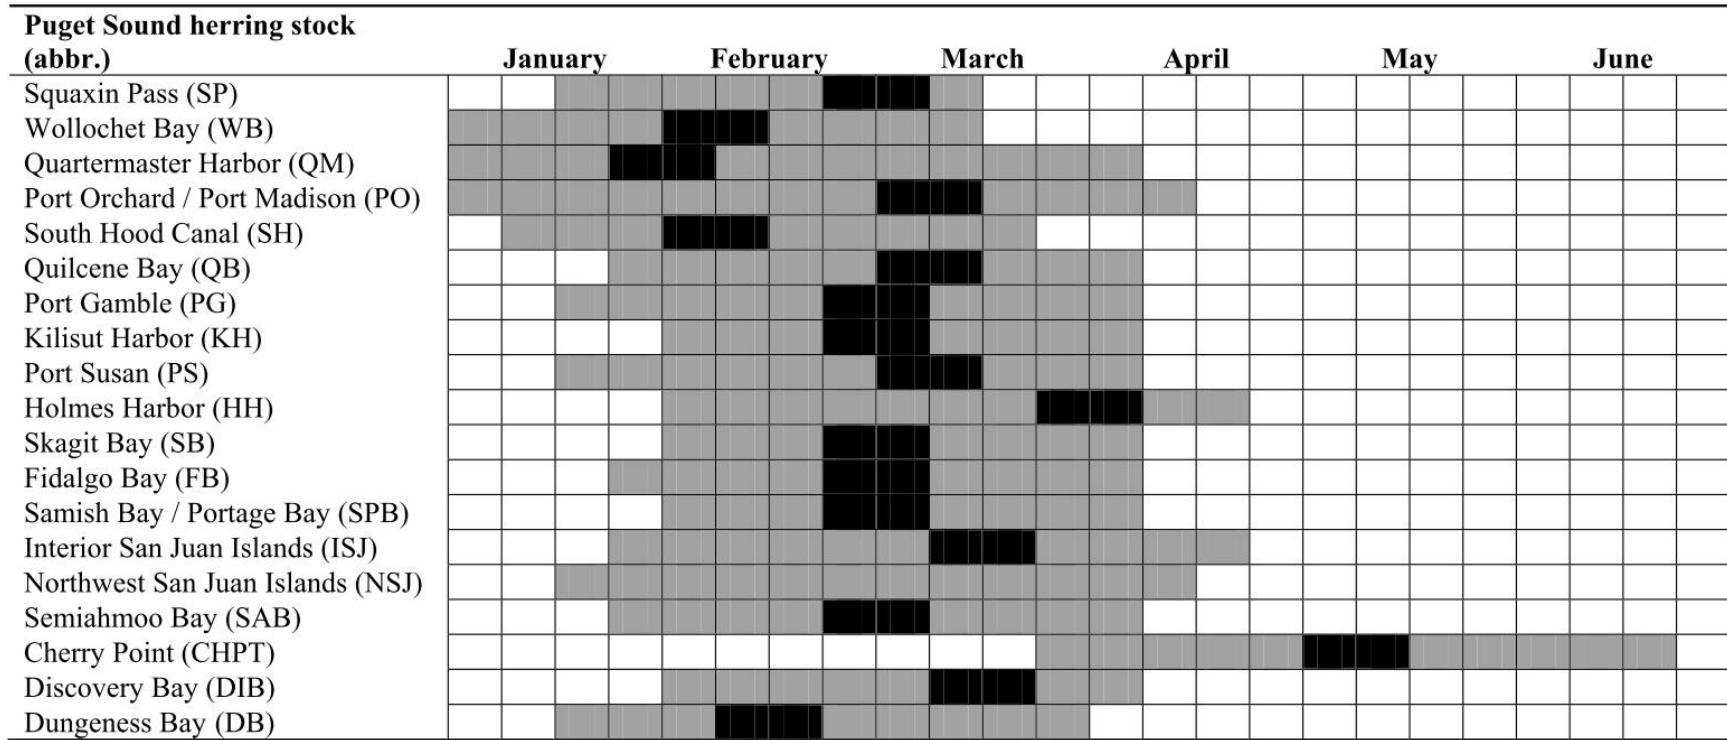 Puget Sound herring stock
(abbr.) January February March April May June
Squaxin Pass (SP)
Wollochet Bay (WB)
Quartermaster Harbor (QM)
Port Orchard / Port Madison (PO)
South Hood Canal (SH)
Quilcene Bay (QB)
Port Gamble (PG)
Kilisut Harbor (KH)
Port Susan (PS)
Holmes Harbor (HH)
Skagit Bay (SB)
Fidalgo Bay (FB)
Samish Bay / Portage Bay (SPB)
Interior San Juan Islands (ISJ)
Northwest San Juan Islands (NSJ)
Semiahmoo Bay (SAB)
Cherry Point (CHPT)
Discovery Bay (DIB)
Dungeness Bay (DB)